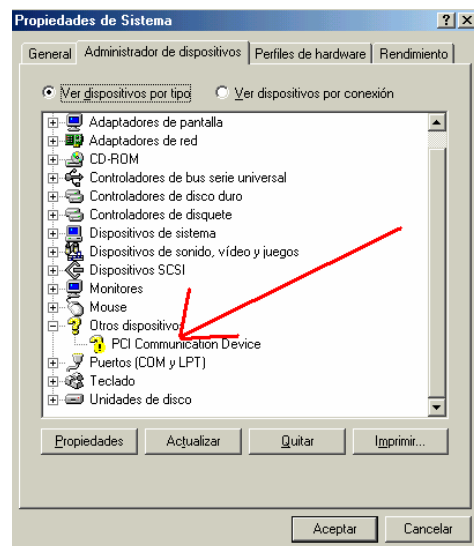 Propiedades de Sistema
General Administrador de dispositivos Perfiles de hardware Rendimiento
Ver dispositivos por tipo Ver dispositivos por conexión
Adaptadores de pantalla
Adaptadores de red
CD-ROM
Controladores de bus serie universal
Controladores de disco duro
Controladores de disquete
Dispositivos de sistema
Dispositivos de sonido, vídeo y juegos
Dispositivos SCSI
Monitores
Mouse
Otros dispositivos
PCI Communication Device
Puertos (COM y LPT)
Teclado
Unidades de disco
Propiedades Actualizar Quitar Imprimir...
Aceptar Cancelar